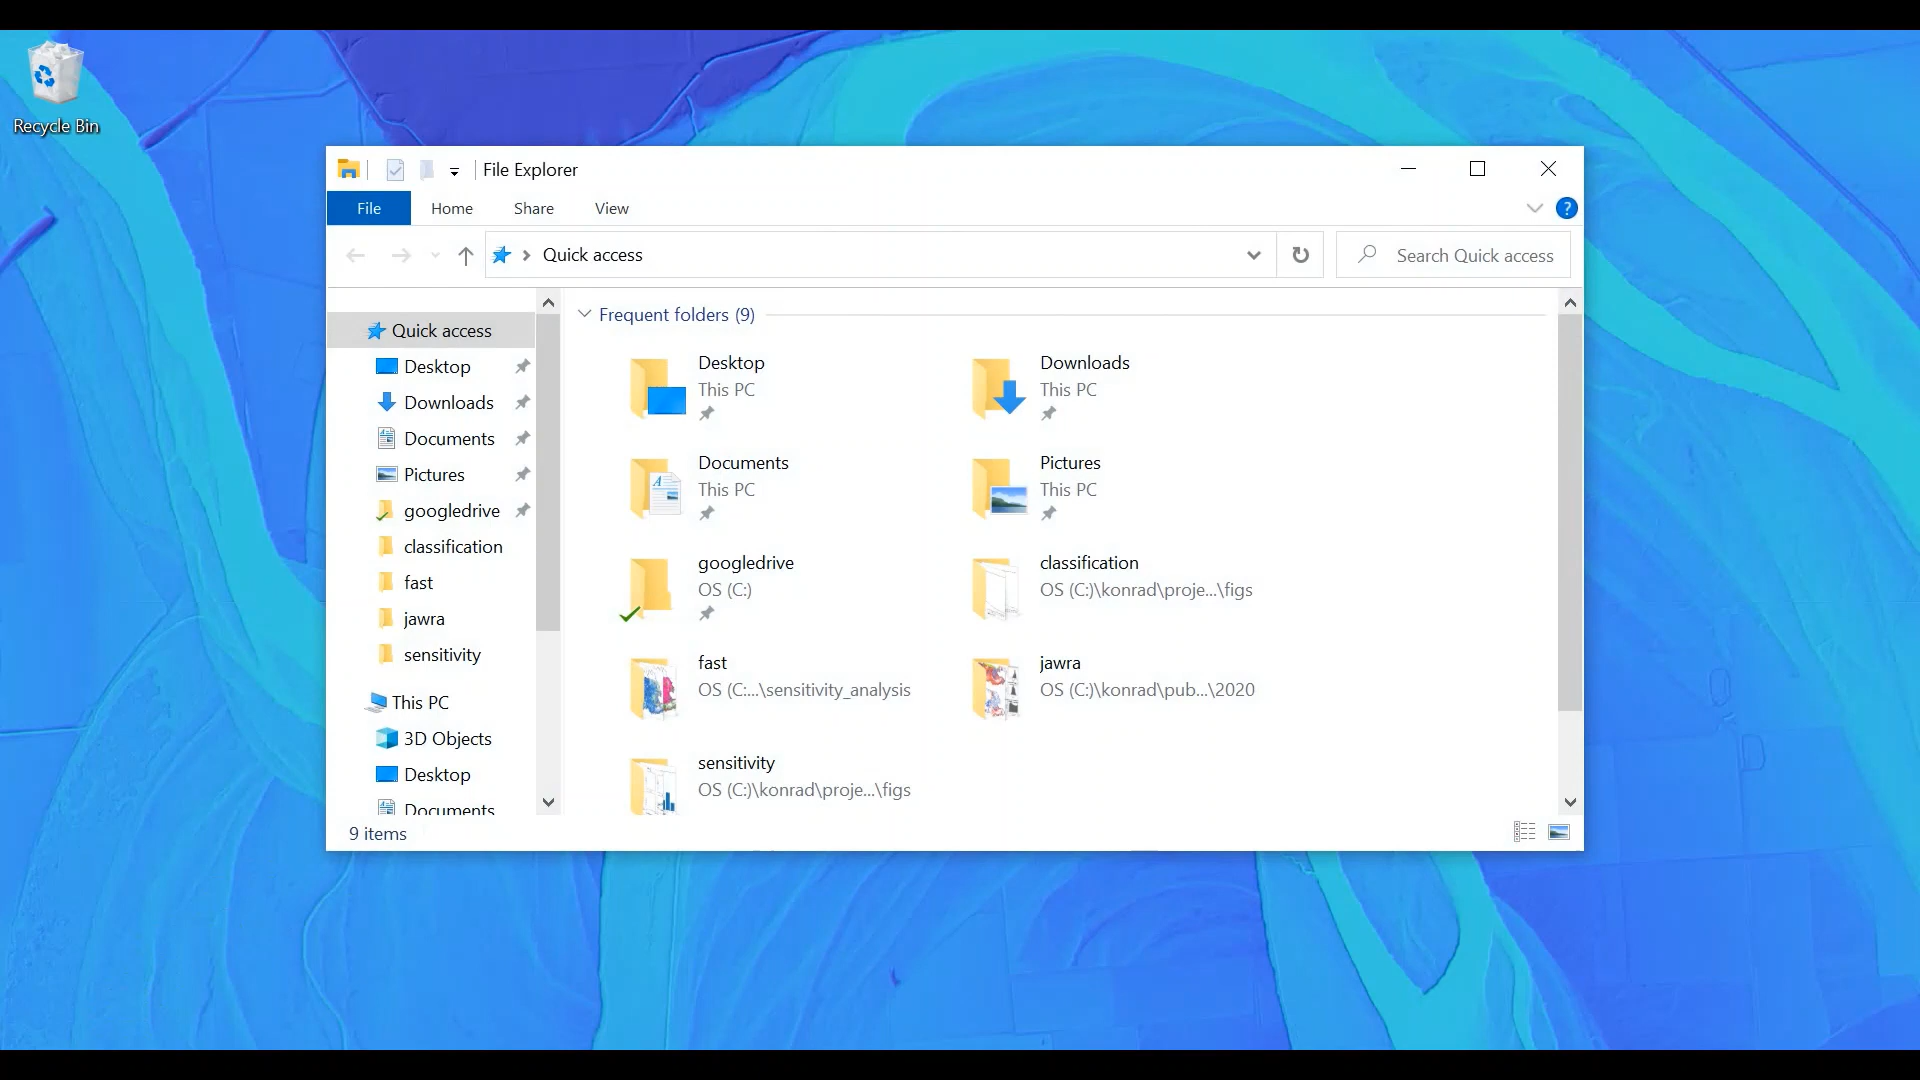 Recycle Bin
File Explorer
File Home Share View
?
Quick access
Search Quick access
Quick access
Desktop
Downloads
Documents
Pictures
googledrive
classification
fast
jawra
sensitivity
This PC
3D Objects
Desktop
Documents
Frequent folders (9)
Desktop
This PC
Downloads
This PC
Documents
This PC
Pictures
This PC
googledrive
OS (C:)
classification
OS (C:)\konrad\proje...\figs
fast
OS (C:...\sensitivity_analysis
jawra
OS (C:)\konrad\pub...\2020
sensitivity
OS (C:)\konrad\proje...\figs
9 items